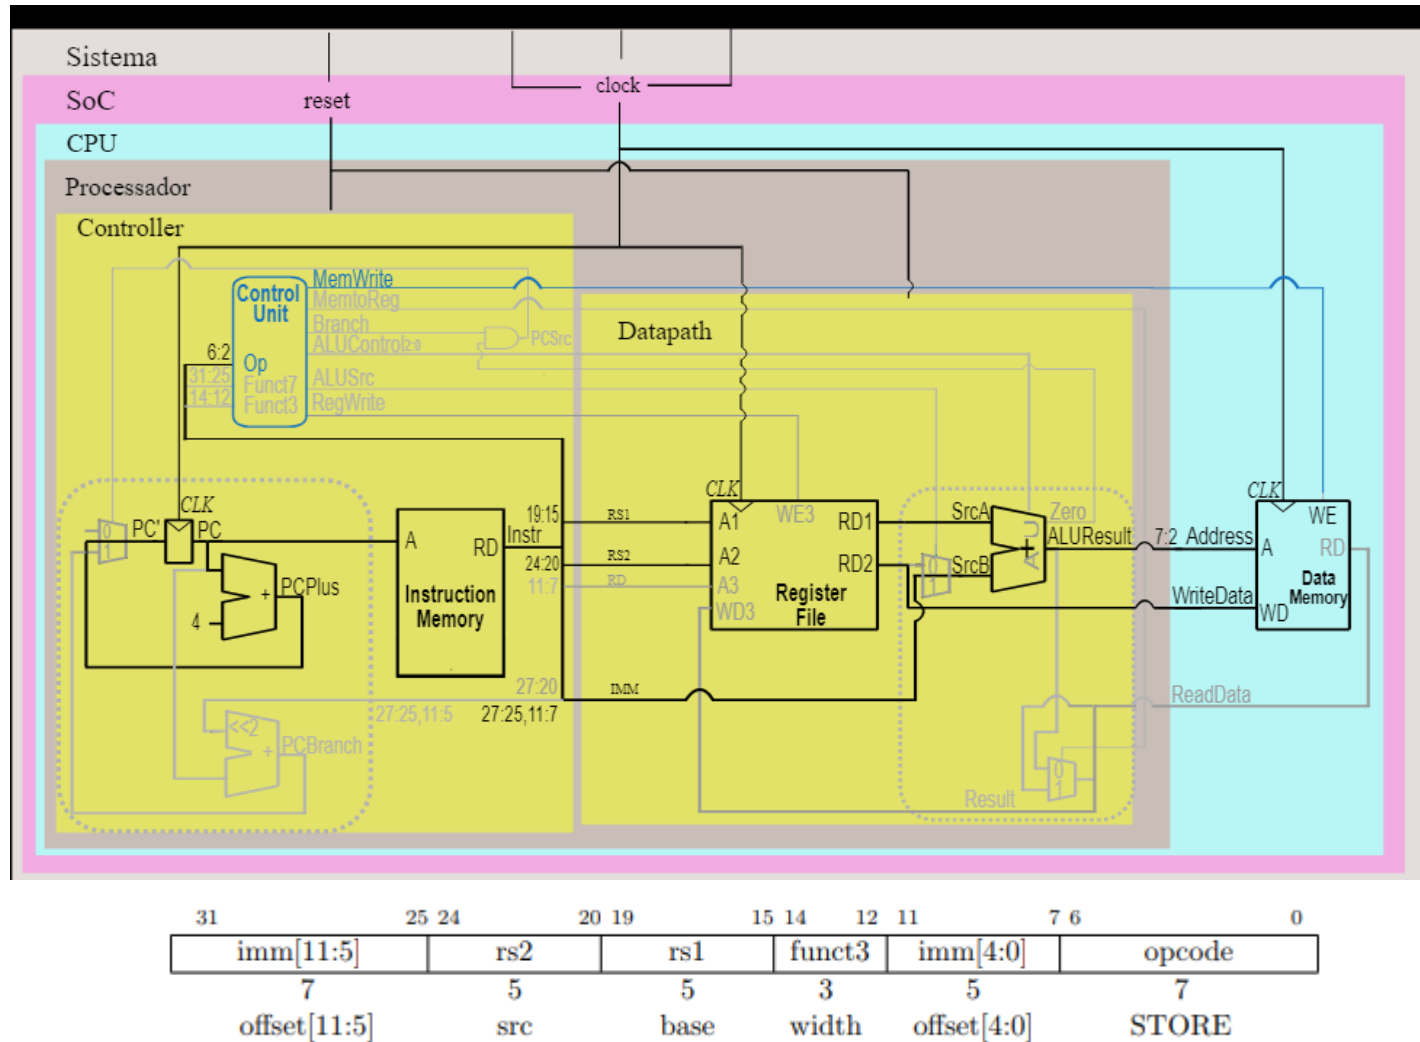 Sistema
SoC
reset
clock
CPU
Processador
Controller
MemWrite
MemtoReg
Branch
ALUControl2:0
ALUSrc
RegWrite
Control
Unit
Op
Funct7
Funct3
6:2
31:25
14:12
PCSrc
Datapath
CLK
PC'
PC
0
1
PCPlus
+
4
<<2
+
PCBranch
A
RD
Instruction
Memory
Instr
19:15
RS1
24:20
RS2
11:7
RD
27:20
IMM
27:25,11:5
27:25,11:7
CLK
A1
WE3
RD1
A2
RD2
A3
WD3
Register
File
0
1
SrcA
SrcB
+
ALU
Zero
ALUResult
7:2
Address
WriteData
CLK
WE
A
RD
Data
Memory
WD
ReadData
0
1
Result
31 25 24 20 19 15 14 12 11 7 6 0
imm[11:5] rs2 rs1 funct3 imm[4:0] opcode
7 5 5 3 5 7
offset[11:5] src base width offset[4:0] STORE